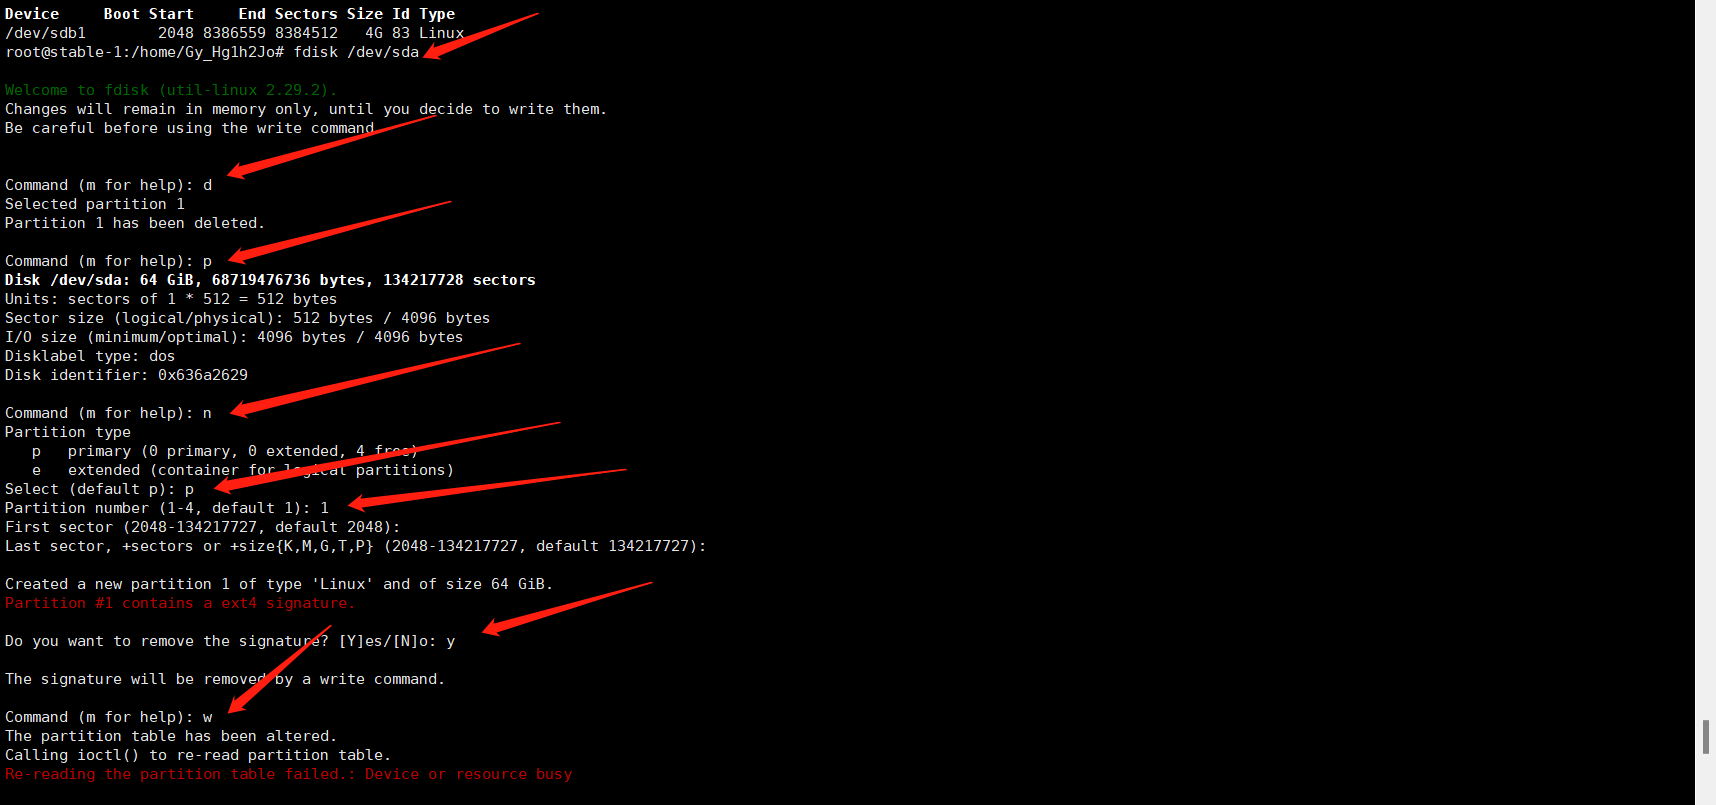 Device     Boot Start     End Sectors Size Id Type
/dev/sdb1        2048 8386559 8384512   4G 83 Linux
root@stable-1:/home/Gy_Hg1h2Jo# fdisk /dev/sda
Welcome to fdisk (util-linux 2.29.2).
Changes will remain in memory only, until you decide to write them.
Be careful before using the write command
Command (m for help): d
Selected partition 1
Partition 1 has been deleted.
Command (m for help): p
Disk /dev/sda: 64 GiB, 68719476736 bytes, 134217728 sectors
Units: sectors of 1 * 512 = 512 bytes
Sector size (logical/physical): 512 bytes / 4096 bytes
I/O size (minimum/optimal): 4096 bytes / 4096 bytes
Disklabel type: dos
Disk identifier: 0x636a2629
Command (m for help): n
Partition type
   p   primary (0 primary, 0 extended, 4 free)
   e   extended (container for logical partitions)
Select (default p): p
Partition number (1-4, default 1): 1
First sector (2048-134217727, default 2048):
Last sector, +sectors or +size{K,M,G,T,P} (2048-134217727, default 134217727):
Created a new partition 1 of type 'Linux' and of size 64 GiB.
Partition #1 contains a ext4 signature.
Do you want to remove the signature? [Y]es/[N]o: y
The signature will be removed by a write command.
Command (m for help): w
The partition table has been altered.
Calling ioctl() to re-read partition table.
Re-reading the partition table failed.: Device or resource busy